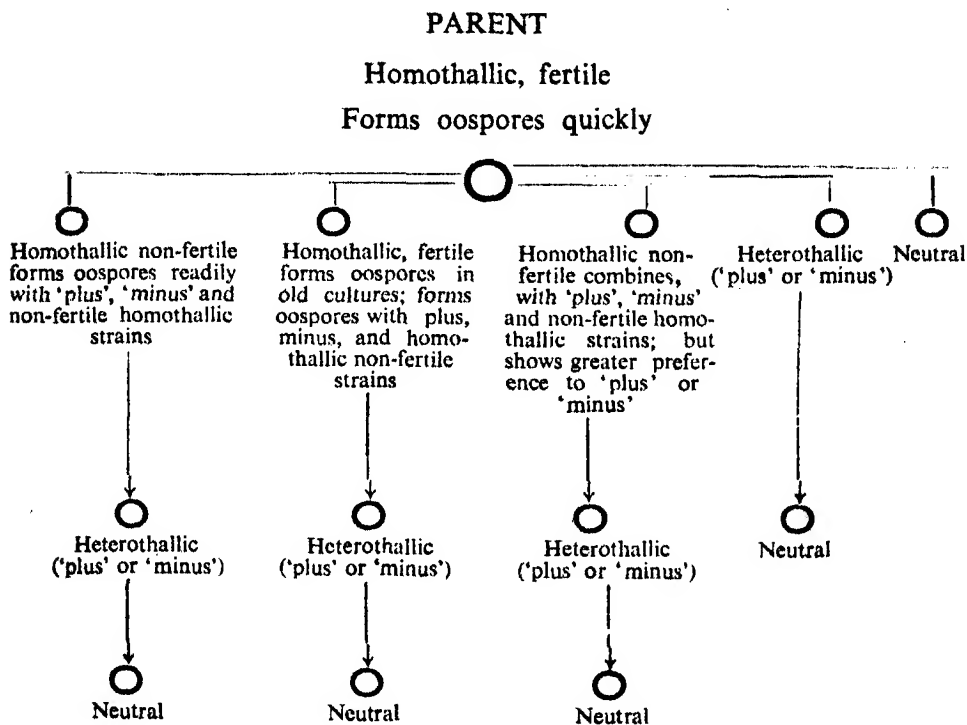 PARENT
Homothallic, fertile
Forms oospores quickly
Homothallic non-fertile
forms oospores readily
with ‘plus’, ‘minus’ and
non-fertile homothallic
strains
Homothallic, fertile
forms oospores in
old cultures; forms
oospores with plus,
minus, and homo-
thallic non-fertile
strains
Homothallic non-
fertile combines,
with ‘plus’, ‘minus’
and non-fertile homo-
thallic strains; but
shows greater prefer-
ence to ‘plus’ or
‘minus’
Heterothallic
(‘plus’ or ‘minus’)
Neutral
Heterothallic
(‘plus’ or ‘minus’)
Heterothallic
(‘plus’ or ‘minus’)
Heterothallic
(‘plus’ or ‘minus’)
Neutral
Neutral
Neutral
Neutral